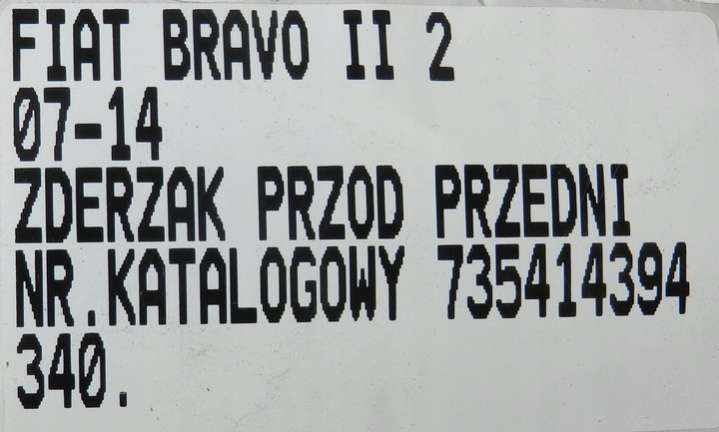 FIAT BRAVO II 2
07-14
ZDERZAK PRZOD PRZEDNI
NR.KATALOGOWY 735414394
340.